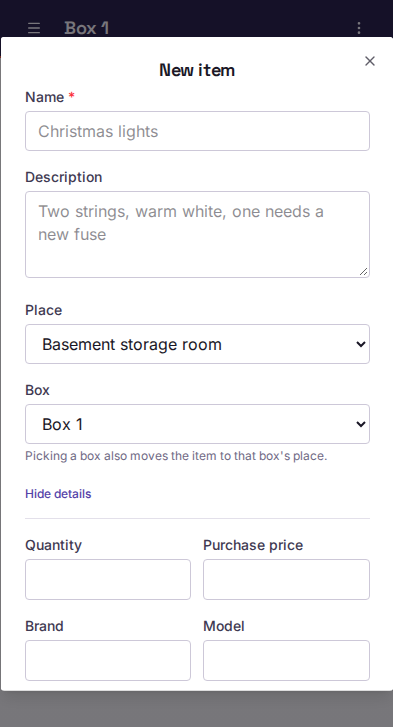 Box 1
New item
Name *
Christmas lights
Description
Two strings, warm white, one needs a
new fuse
Place
Basement storage room
Box
Box 1
Picking a box also moves the item to that box's place.
Hide details
Quantity
Purchase price
Brand
Model